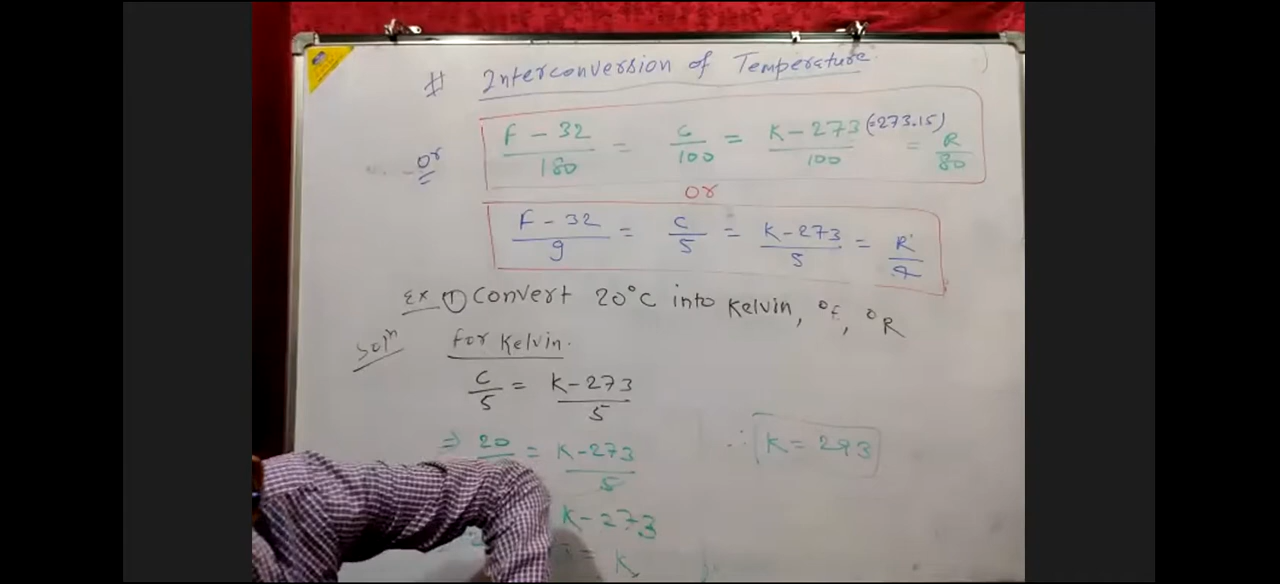 # Interconversion of Temperature
F - 32 / 180 = C / 100 = K - 273 (-273.15) / 100 = R / 80
or
or
F - 32 / 9 = C / 5 = K - 273 / 5 = R / 4
Ex ① Convert 20°C into Kelvin, °F, °R
Solⁿ for Kelvin.
C / 5 = K - 273 / 5
⇒ 20 = K - 273 / 5
∴ K = 293
K - 273
= K